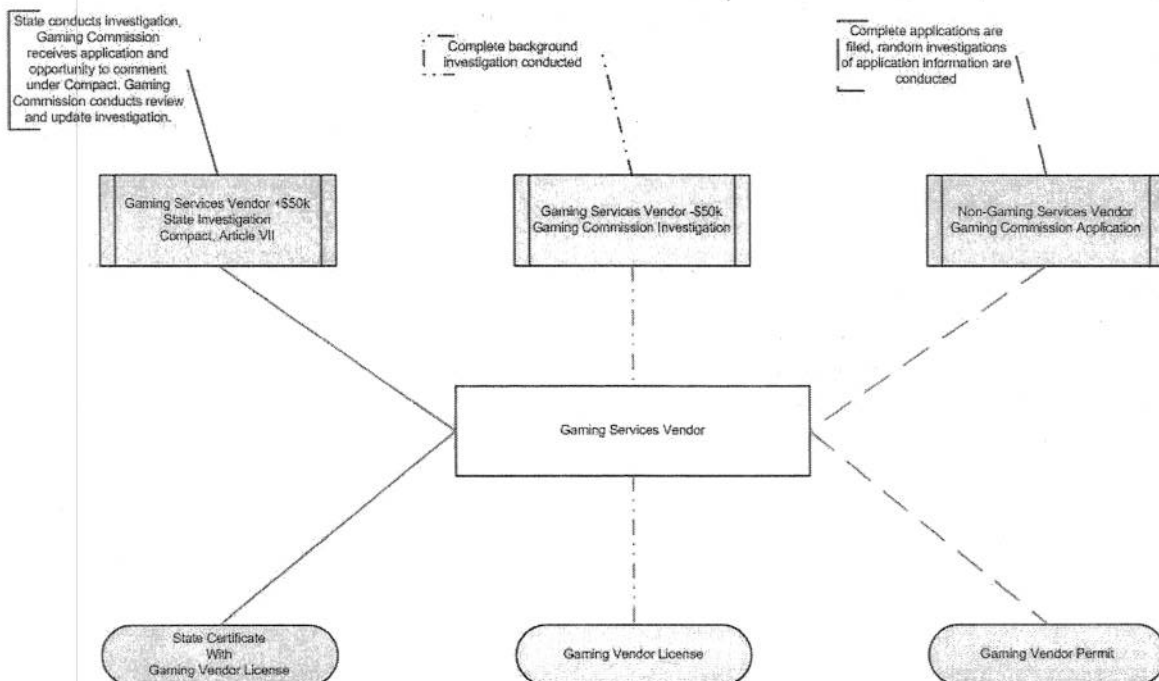 State conducts investigation,
Gaming Commission
receives application and
opportunity to comment
under Compact. Gaming
Commission conducts review
and update investigation.
Complete background
investigation conducted
Complete applications are
filed, random investigations
of application information are
conducted
Gaming Services Vendor +$50k
State Investigation
Compact, Article VII
Gaming Services Vendor -$50k
Gaming Commission Investigation
Non-Gaming Services Vendor
Gaming Commission Application
Gaming Services Vendor
State Certificate
With
Gaming Vendor License
Gaming Vendor License
Gaming Vendor Permit